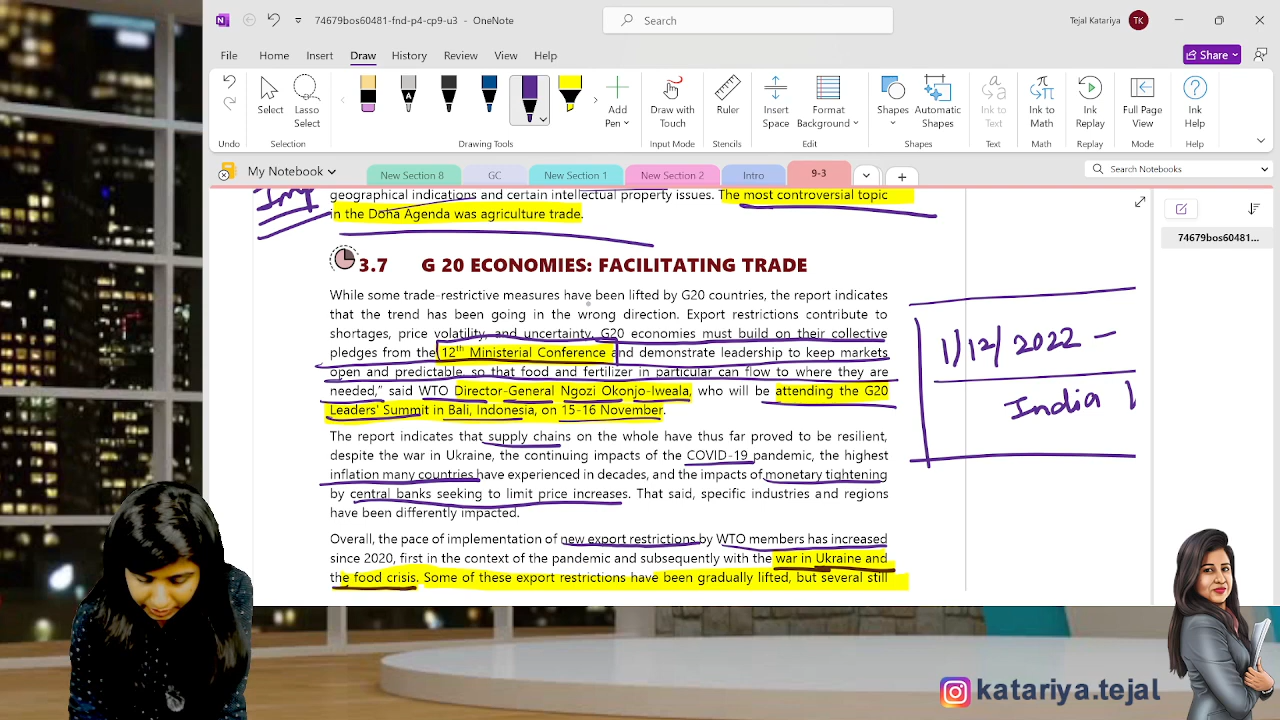 74679bos60481-fnd-p4-cp9-u3 - OneNote
Search
Tejal Katariya TK
File Home Insert Draw History Review View Help
Share
Undo
Select
Lasso Select
Selection
Drawing Tools
Add Pen
Draw with Touch
Input Mode
Ruler
Stencils
Insert Space
Format Background
Edit
Shapes
Automatic Shapes
Shapes
Ink to Text
Ink to Math
Math
Ink Replay
Replay
Full Page View
Mode
Ink Help
Help
My Notebook
New Section 8 GC New Section 1 New Section 2 Intro 9-3
Search Notebooks
74679bos60481...
Imp
geographical indications and certain intellectual property issues. The most controversial topic
in the Doha Agenda was agriculture trade.
3.7 G 20 ECONOMIES: FACILITATING TRADE
While some trade-restrictive measures have been lifted by G20 countries, the report indicates
that the trend has been going in the wrong direction. Export restrictions contribute to
shortages, price volatility, and uncertainty. G20 economies must build on their collective
pledges from the 12th Ministerial Conference and demonstrate leadership to keep markets
open and predictable, so that food and fertilizer in particular can flow to where they are
needed,” said WTO Director-General Ngozi Okonjo-Iweala, who will be attending the G20
Leaders' Summit in Bali, Indonesia, on 15-16 November.
The report indicates that supply chains on the whole have thus far proved to be resilient,
despite the war in Ukraine, the continuing impacts of the COVID-19 pandemic, the highest
inflation many countries have experienced in decades, and the impacts of monetary tightening
by central banks seeking to limit price increases. That said, specific industries and regions
have been differently impacted.
Overall, the pace of implementation of new export restrictions by WTO members has increased
since 2020, first in the context of the pandemic and subsequently with the war in Ukraine and
the food crisis. Some of these export restrictions have been gradually lifted, but several still
1/12/2022 -
India
katariya.tejal